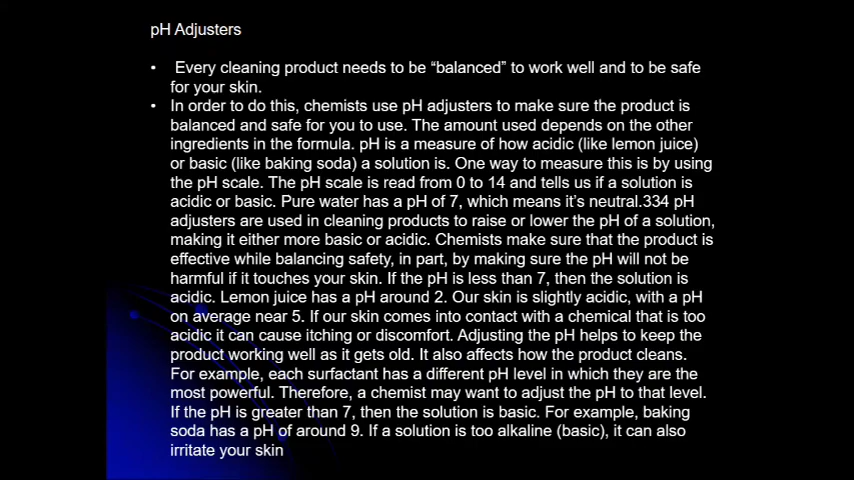 pH Adjusters
• Every cleaning product needs to be “balanced” to work well and to be safe
for your skin.
• In order to do this, chemists use pH adjusters to make sure the product is
balanced and safe for you to use. The amount used depends on the other
ingredients in the formula. pH is a measure of how acidic (like lemon juice)
or basic (like baking soda) a solution is. One way to measure this is by using
the pH scale. The pH scale is read from 0 to 14 and tells us if a solution is
acidic or basic. Pure water has a pH of 7, which means it’s neutral.334 pH
adjusters are used in cleaning products to raise or lower the pH of a solution,
making it either more basic or acidic. Chemists make sure that the product is
effective while balancing safety, in part, by making sure the pH will not be
harmful if it touches your skin. If the pH is less than 7, then the solution is
acidic. Lemon juice has a pH around 2. Our skin is slightly acidic, with a pH
on average near 5. If our skin comes into contact with a chemical that is too
acidic it can cause itching or discomfort. Adjusting the pH helps to keep the
product working well as it gets old. It also affects how the product cleans.
For example, each surfactant has a different pH level in which they are the
most powerful. Therefore, a chemist may want to adjust the pH to that level.
If the pH is greater than 7, then the solution is basic. For example, baking
soda has a pH of around 9. If a solution is too alkaline (basic), it can also
irritate your skin